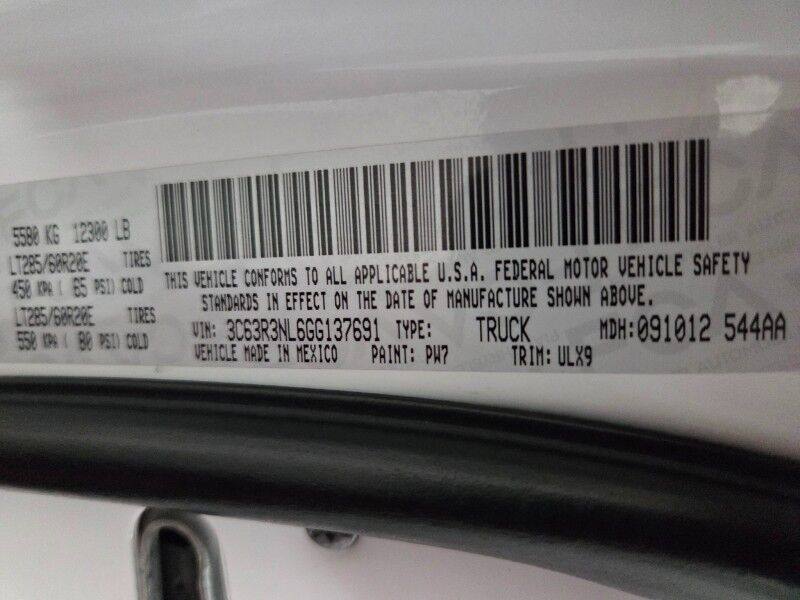 5580 KG 12300 LB
LT285/60R20E TIRES
450 KPA ( 65 PSI) COLD
LT285/60R20E TIRES
550 KPA ( 80 PSI) COLD
THIS VEHICLE CONFORMS TO ALL APPLICABLE U.S.A. FEDERAL MOTOR VEHICLE SAFETY
STANDARDS IN EFFECT ON THE DATE OF MANUFACTURE SHOWN ABOVE.
VIN: 3C63R3NL6GG137691 TYPE: TRUCK MDH: 091012 544AA
VEHICLE MADE IN MEXICO PAINT: PW7 TRIM: ULX9